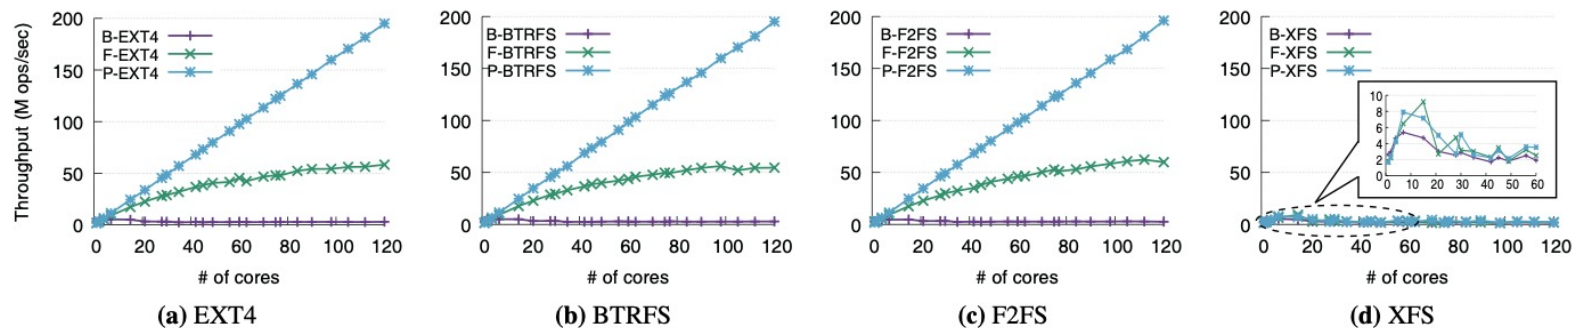 Throughput (M ops/sec)
200
150
100
50
0
B-EXT4
F-EXT4
P-EXT4
0 20 40 60 80 100 120
# of cores
(a) EXT4
200
150
100
50
0
B-BTRFS
F-BTRFS
P-BTRFS
0 20 40 60 80 100 120
# of cores
(b) BTRFS
200
150
100
50
0
B-F2FS
F-F2FS
P-F2FS
0 20 40 60 80 100 120
# of cores
(c) F2FS
200
150
100
50
0
B-XFS
F-XFS
P-XFS
10
8
6
4
2
0
0 10 20 30 40 50 60
0 20 40 60 80 100 120
# of cores
(d) XFS